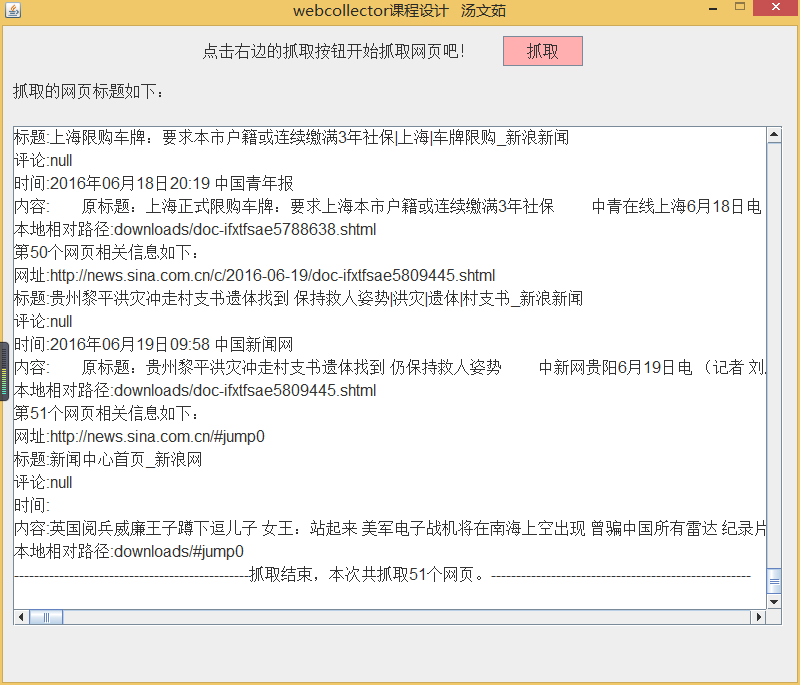 webcollector课程设计 汤文茹
点击右边的抓取按钮开始抓取网页吧！ 抓取
抓取的网页标题如下：
标题:上海限购车牌：要求本市户籍或连续缴满3年社保|上海|车牌限购_新浪新闻
评论:null
时间:2016年06月18日20:19 中国青年报
内容: 原标题：上海正式限购车牌：要求上海本市户籍或连续缴满3年社保 中青在线上海6月18日电
本地相对路径:downloads/doc-ifxtfsae5788638.shtml
第50个网页相关信息如下：
网址:http://news.sina.com.cn/c/2016-06-19/doc-ifxtfsae5809445.shtml
标题:贵州黎平洪灾冲走村支书遗体找到 保持救人姿势|洪灾|遗体|村支书_新浪新闻
评论:null
时间:2016年06月19日09:58 中国新闻网
内容: 原标题：贵州黎平洪灾冲走村支书遗体找到 仍保持救人姿势 中新网贵阳6月19日电 （记者 刘
本地相对路径:downloads/doc-ifxtfsae5809445.shtml
第51个网页相关信息如下：
网址:http://news.sina.com.cn/#jump0
标题:新闻中心首页_新浪网
评论:null
时间:
内容:英国阅兵威廉王子蹲下逗儿子 女王：站起来 美军电子战机将在南海上空出现 曾骗中国所有雷达 纪录片
本地相对路径:downloads/#jump0
-----------------------------------------------抓取结束，本次共抓取51个网页。----------------------------------------------------